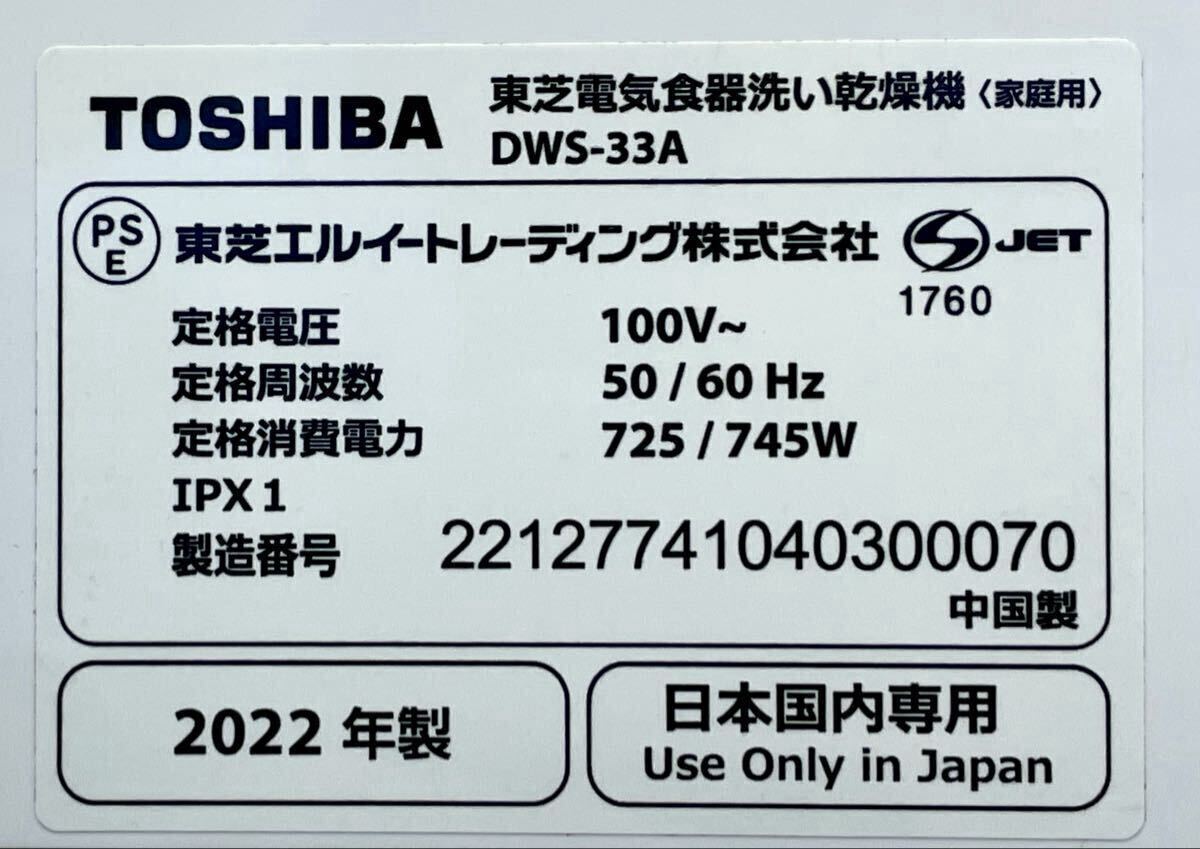 TOSHIBA 東芝電気食器洗い乾燥機〈家庭用〉
DWS-33A
PSE 東芝エルイートレーディング株式会社 S JET
1760
定格電圧 100V~
定格周波数 50 / 60 Hz
定格消費電力 725 / 745W
IPX1
製造番号 22127741040300070
中国製
2022 年製
日本国内専用
Use Only in Japan